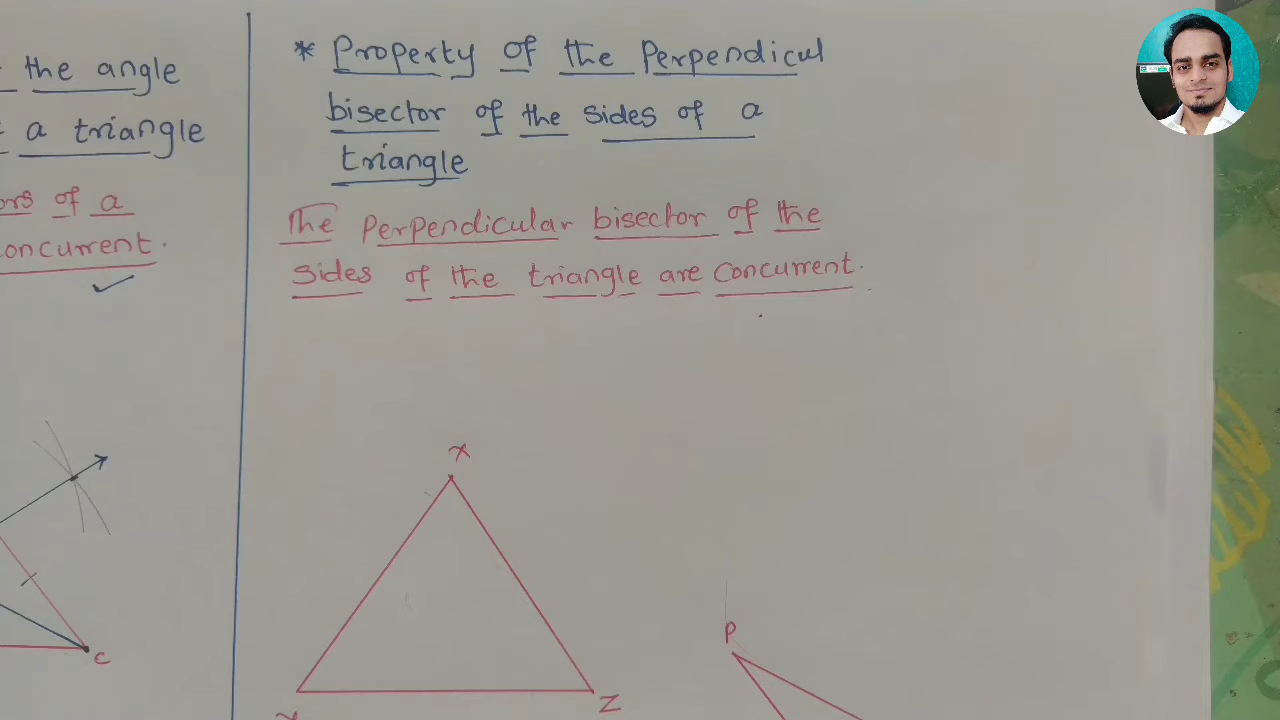 the angle
a triangle
ors of a
concurrent.
* Property of the Perpendicul
bisector of the sides of a
triangle
The Perpendicular bisector of the
sides of the triangle are concurrent.
X
Z
P
C